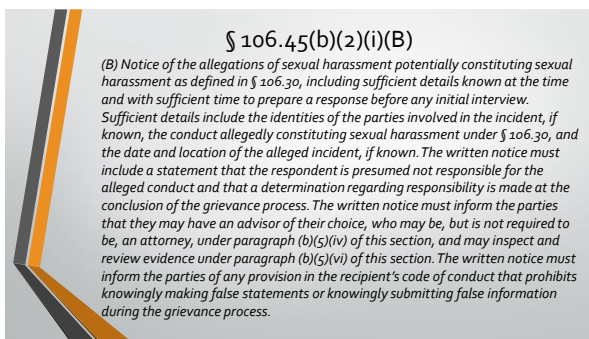 § 106.45(b)(2)(i)(B)
(B) Notice of the allegations of sexual harassment potentially constituting sexual
harassment as defined in § 106.30, including sufficient details known at the time
and with sufficient time to prepare a response before any initial interview.
Sufficient details include the identities of the parties involved in the incident, if
known, the conduct allegedly constituting sexual harassment under § 106.30, and
the date and location of the alleged incident, if known. The written notice must
include a statement that the respondent is presumed not responsible for the
alleged conduct and that a determination regarding responsibility is made at the
conclusion of the grievance process. The written notice must inform the parties
that they may have an advisor of their choice, who may be, but is not required to
be, an attorney, under paragraph (b)(5)(iv) of this section, and may inspect and
review evidence under paragraph (b)(5)(vi) of this section. The written notice must
inform the parties of any provision in the recipient's code of conduct that prohibits
knowingly making false statements or knowingly submitting false information
during the grievance process.